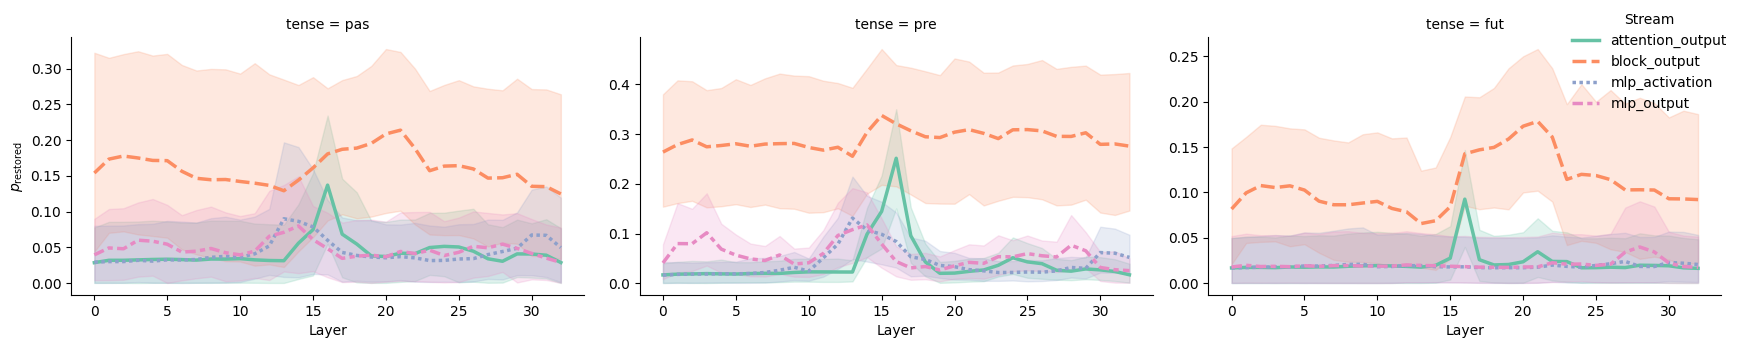 tense = pas
tense = pre
tense = fut
Stream
attention_output
block_output
mlp_activation
mlp_output
p_restored
0.30
0.25
0.20
0.15
0.10
0.05
0.00
0 5 10 15 20 25 30
Layer
0.4
0.3
0.2
0.1
0.0
0 5 10 15 20 25 30
Layer
0.25
0.20
0.15
0.10
0.05
0.00
0 5 10 15 20 25 30
Layer